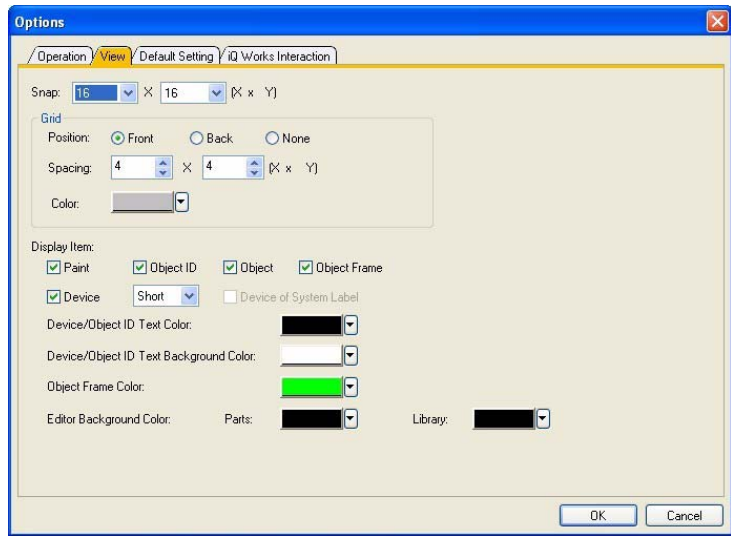 Options
Operation View Default Setting iQ Works Interaction
Snap: 16 X 16 (X x Y)
Grid
Position: Front Back None
Spacing: 4 X 4 (X x Y)
Color:
Display Item:
Paint Object ID Object Object Frame
Device Short Device of System Label
Device/Object ID Text Color:
Device/Object ID Text Background Color:
Object Frame Color:
Editor Background Color: Parts: Library:
OK Cancel